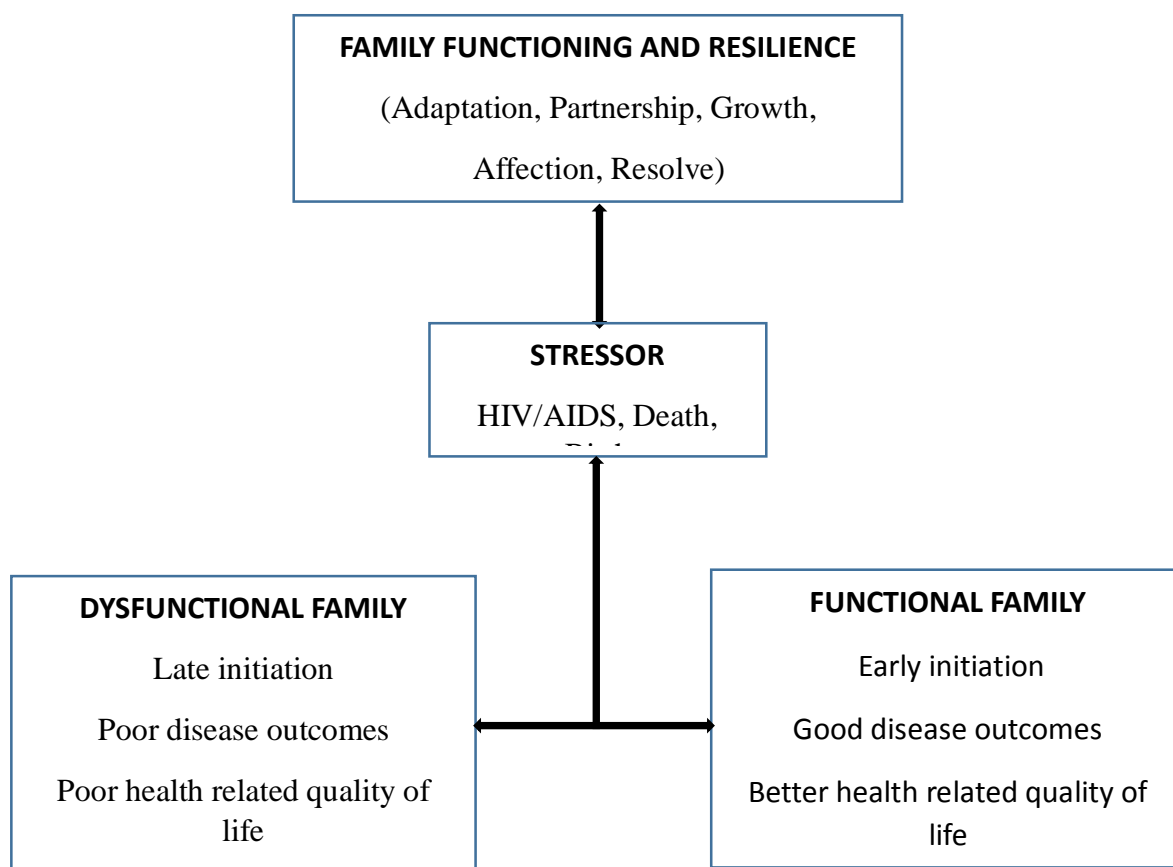 FAMILY FUNCTIONING AND RESILIENCE
(Adaptation, Partnership, Growth,
Affection, Resolve)
STRESSOR
HIV/AIDS, Death,
DYSFUNCTIONAL FAMILY
Late initiation
Poor disease outcomes
Poor health related quality of
life
FUNCTIONAL FAMILY
Early initiation
Good disease outcomes
Better health related quality of
life